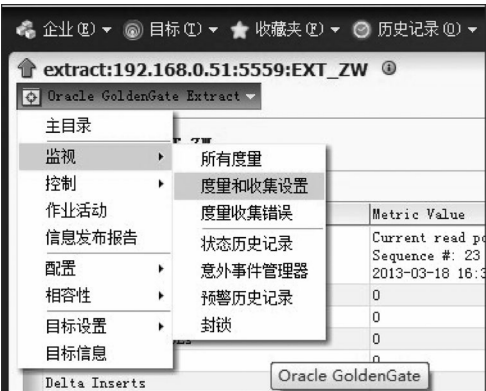 企业(E) 目标(T) 收藏夹(F) 历史记录(O)
extract:192.168.0.51:5559:EXT_ZW
Oracle GoldenGate Extract
主目录
监视
控制
作业活动
信息发布报告
配置
相容性
目标设置
目标信息
所有度量
度量和收集设置
度量收集错误
状态历史记录
意外事件管理器
预警历史记录
封锁
Metric Value
Current read po
Sequence #: 23
2013-03-18 16:3
0
0
0
Delta Inserts
Oracle GoldenGate